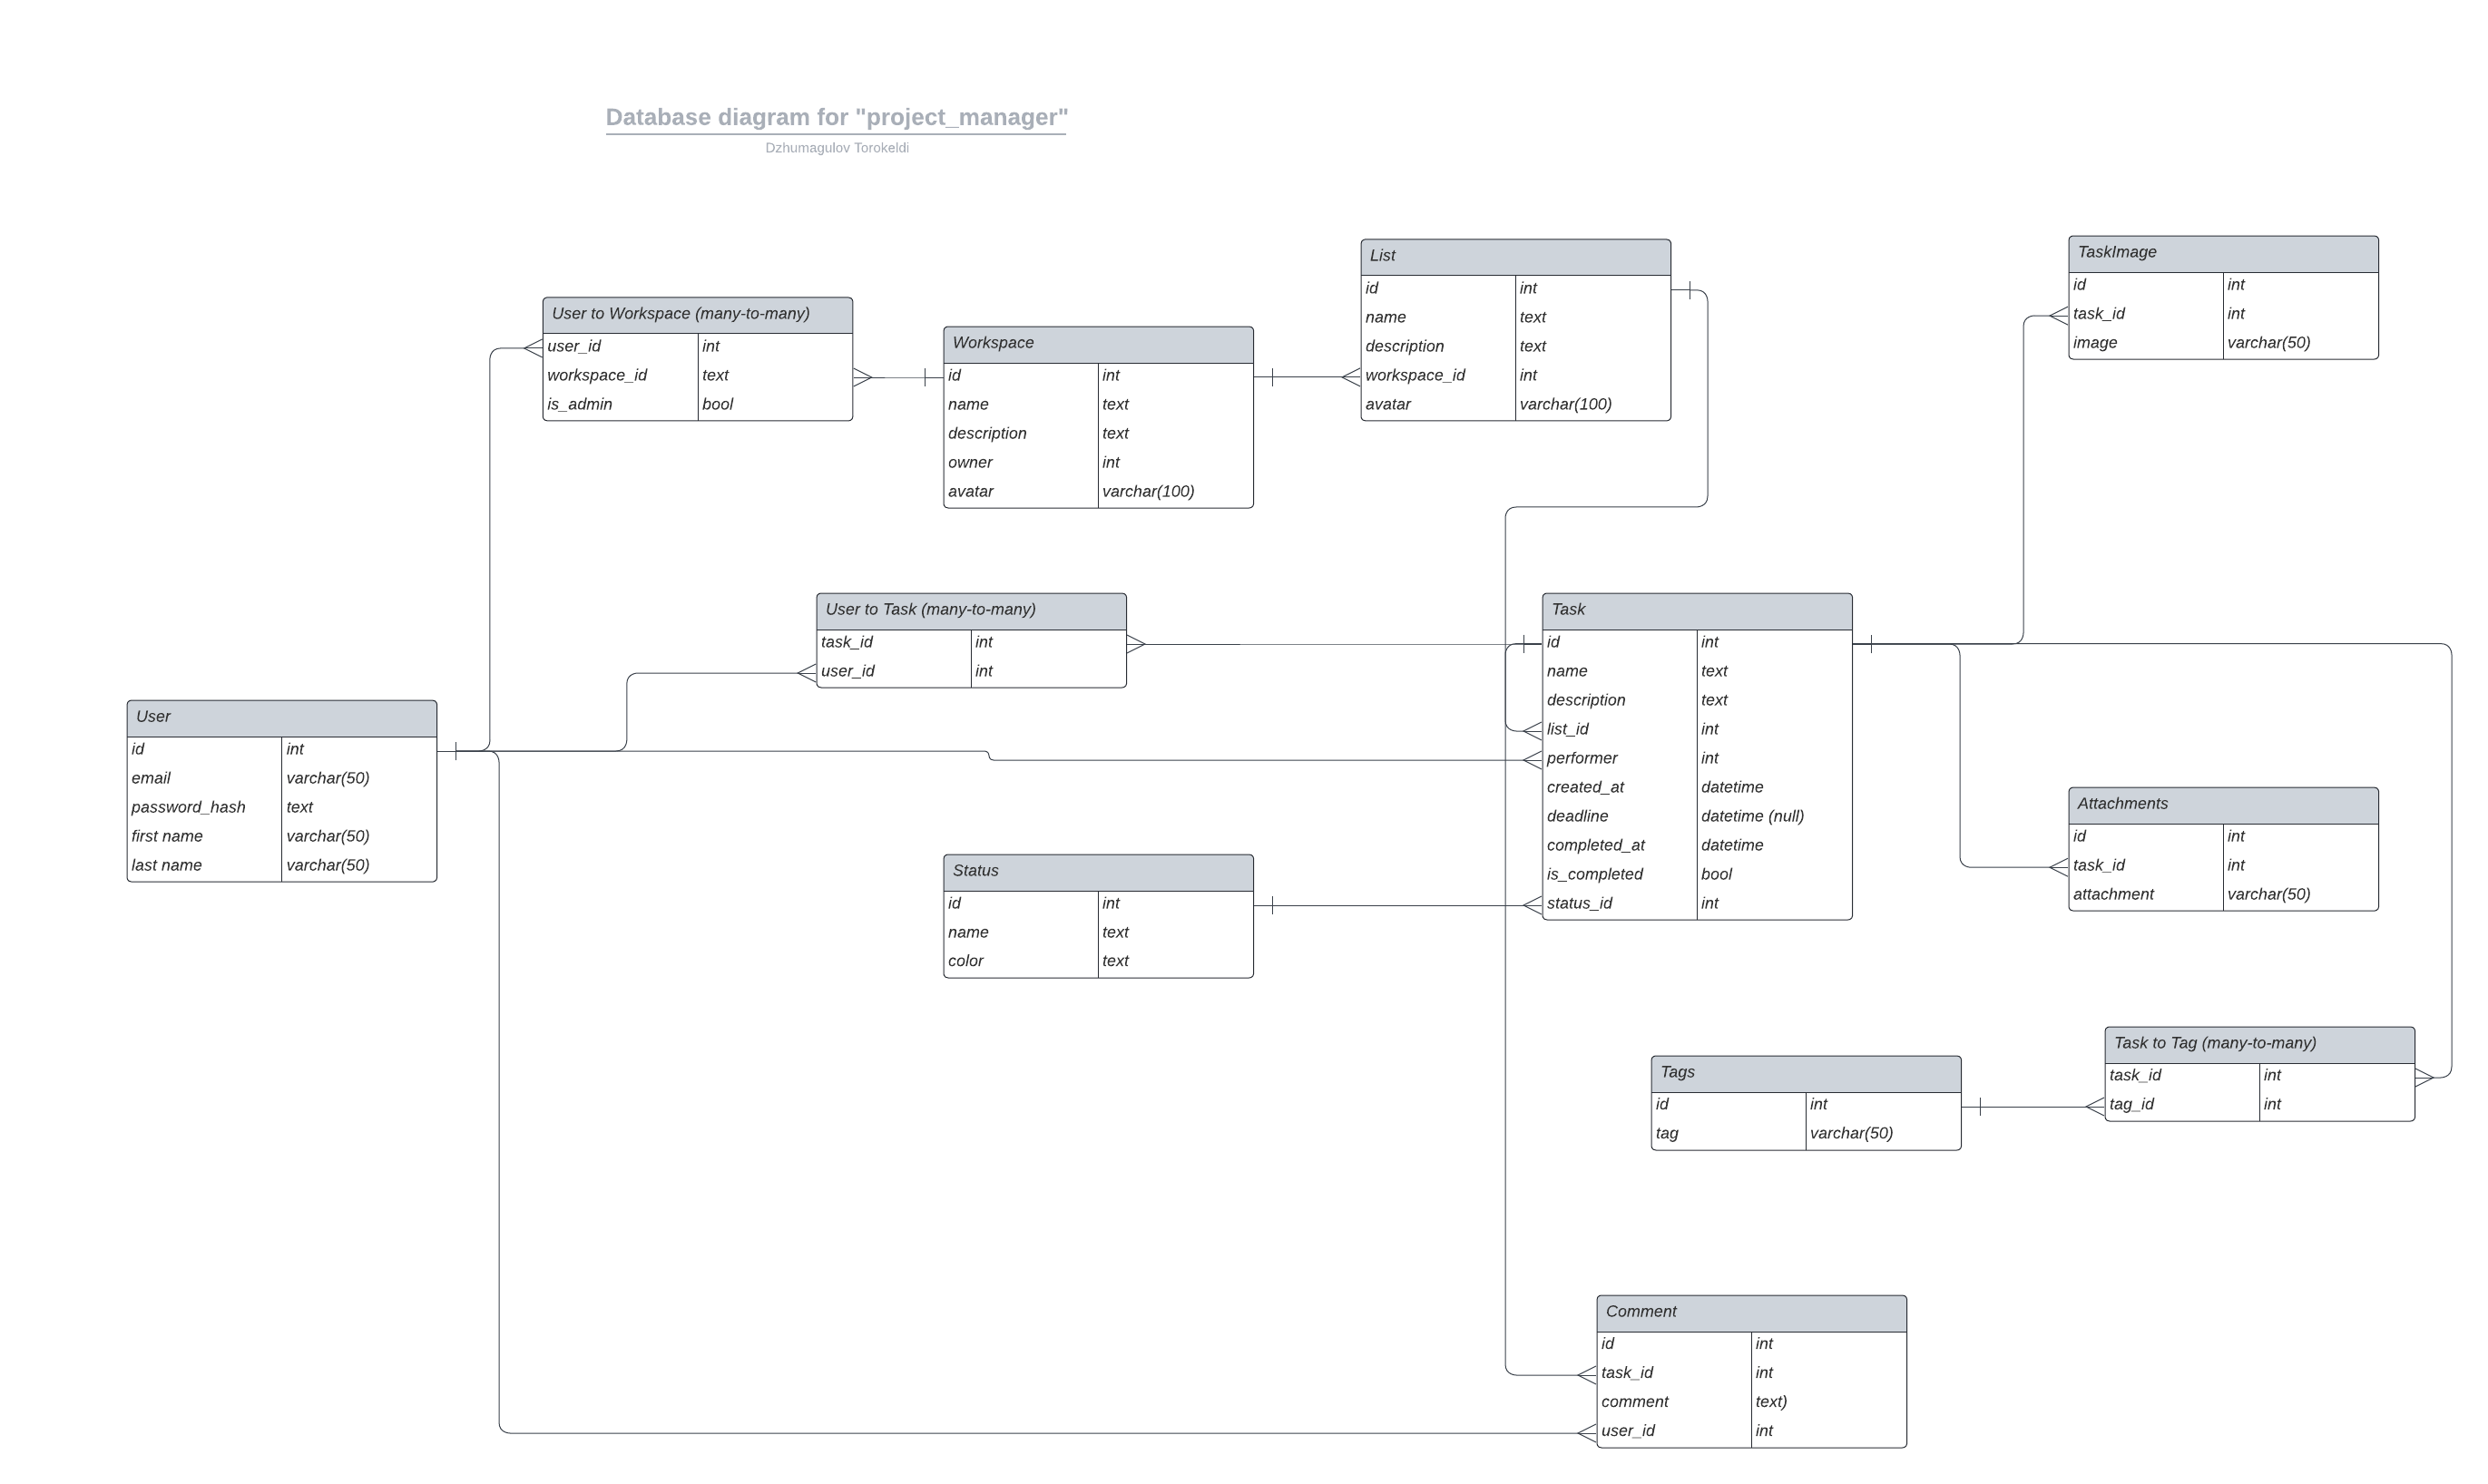 Database diagram for "project_manager"
Dzhumagulov Torokeldi
User to Workspace (many-to-many)
user_id int
workspace_id text
is_admin bool
Workspace
id int
name text
description text
owner int
avatar varchar(100)
List
id int
name text
description text
workspace_id int
avatar varchar(100)
TaskImage
id int
task_id int
image varchar(50)
User to Task (many-to-many)
task_id int
user_id int
Task
id int
name text
description text
list_id int
performer int
created_at datetime
deadline datetime (null)
completed_at datetime
is_completed bool
status_id int
User
id int
email varchar(50)
password_hash text
first name varchar(50)
last name varchar(50)
Status
id int
name text
color text
Attachments
id int
task_id int
attachment varchar(50)
Tags
id int
tag varchar(50)
Task to Tag (many-to-many)
task_id int
tag_id int
Comment
id int
task_id int
comment text)
user_id int